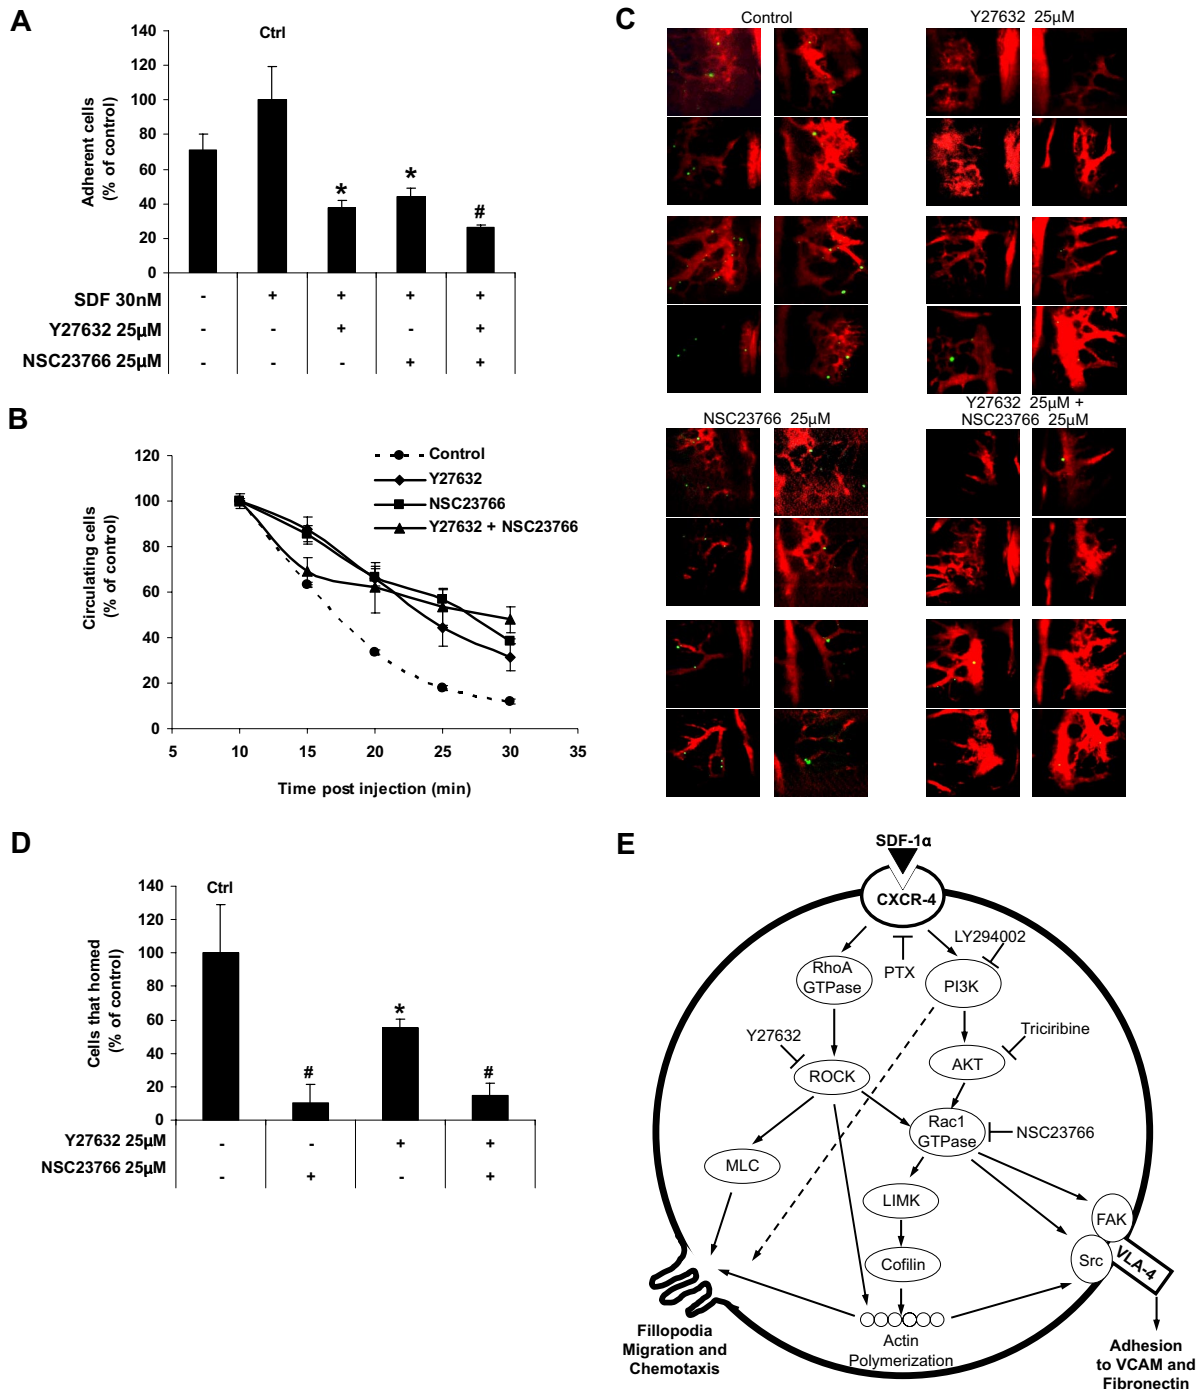 A
140
120
100
80
60
40
20
0
Adherent cells
(% of control)
Ctrl
*
*
#
SDF 30nM - + + + +
Y27632 25µM - - + - +
NSC23766 25µM - - - + +
B
120
100
80
60
40
20
0
Circulating cells
(% of control)
Control
Y27632
NSC23766
Y27632 + NSC23766
5 10 15 20 25 30 35
Time post injection (min)
C
Control
Y27632 25µM
NSC23766 25µM
Y27632 25µM +
NSC23766 25µM
D
140
120
100
80
60
40
20
0
Cells that homed
(% of control)
Ctrl
#
*
#
Y27632 25µM - - + +
NSC23766 25µM - + - +
E
SDF-1α
CXCR-4
LY294002
RhoA
GTPase
PTX
PI3K
Y27632
Triciribine
ROCK
AKT
Rac1
GTPase
NSC23766
MLC
LIMK
FAK
Cofilin
Src
VLA-4
Actin
Polymerization
Fillopodia
Migration and
Chemotaxis
Adhesion
to VCAM and
Fibronectin